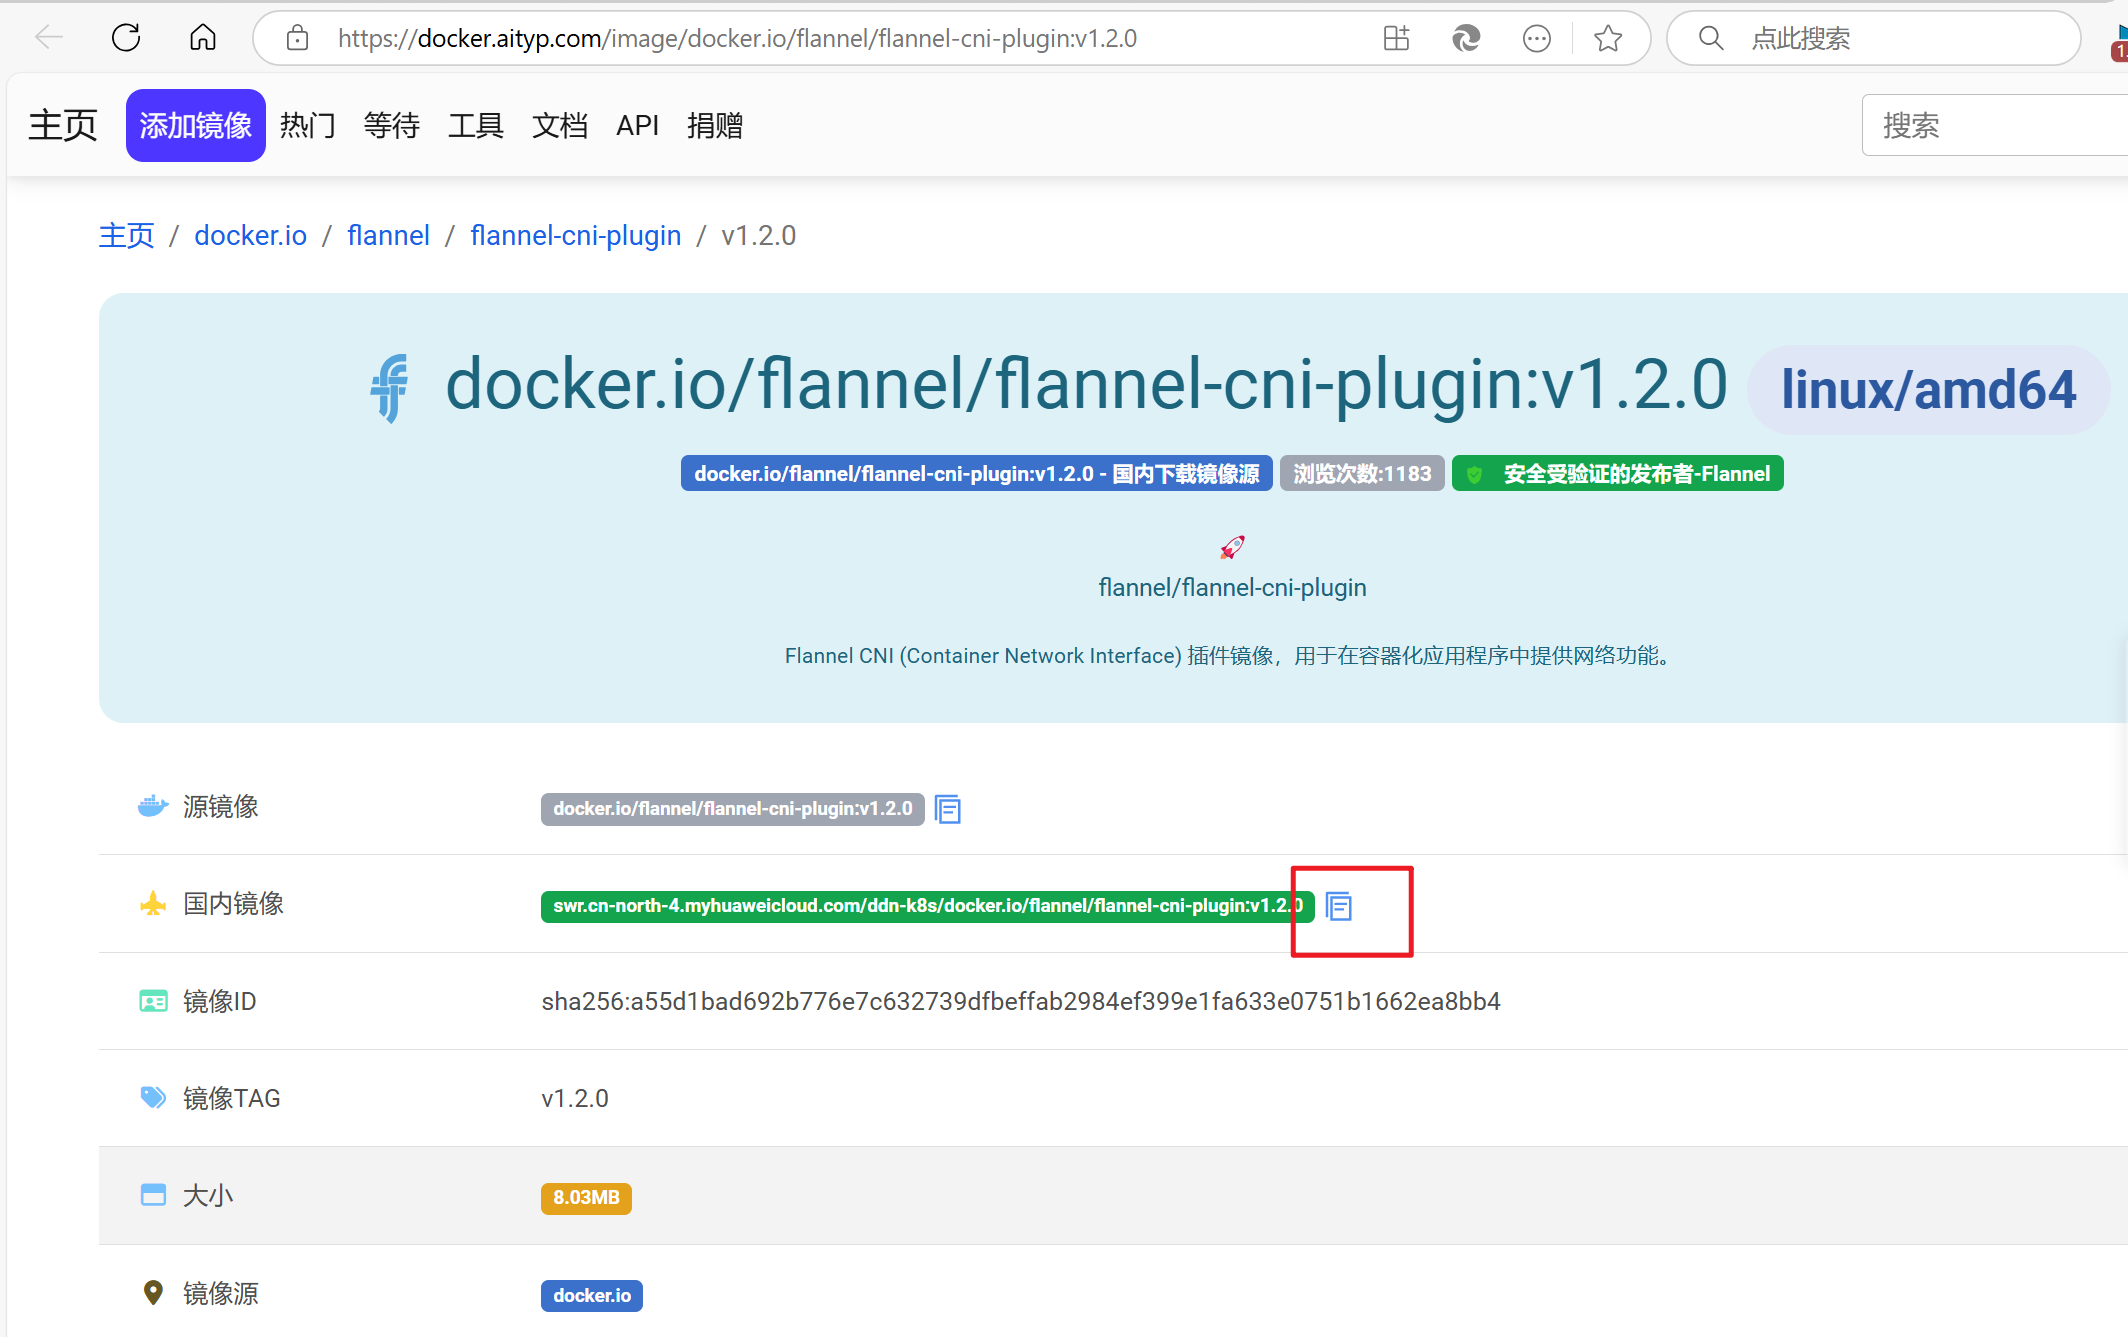 https://docker.aityp.com/image/docker.io/flannel/flannel-cni-plugin:v1.2.0
点此搜索
1.
主页 添加镜像 热门 等待 工具 文档 API 捐赠
搜索
主页 / docker.io / flannel / flannel-cni-plugin / v1.2.0
docker.io/flannel/flannel-cni-plugin:v1.2.0 linux/amd64
docker.io/flannel/flannel-cni-plugin:v1.2.0 - 国内下载镜像源 浏览次数:1183 安全受验证的发布者-Flannel
flannel/flannel-cni-plugin
Flannel CNI (Container Network Interface) 插件镜像，用于在容器化应用程序中提供网络功能。
源镜像 docker.io/flannel/flannel-cni-plugin:v1.2.0
国内镜像 swr.cn-north-4.myhuaweicloud.com/ddn-k8s/docker.io/flannel/flannel-cni-plugin:v1.2.0
镜像ID sha256:a55d1bad692b776e7c632739dfbeffab2984ef399e1fa633e0751b1662ea8bb4
镜像TAG v1.2.0
大小 8.03MB
镜像源 docker.io